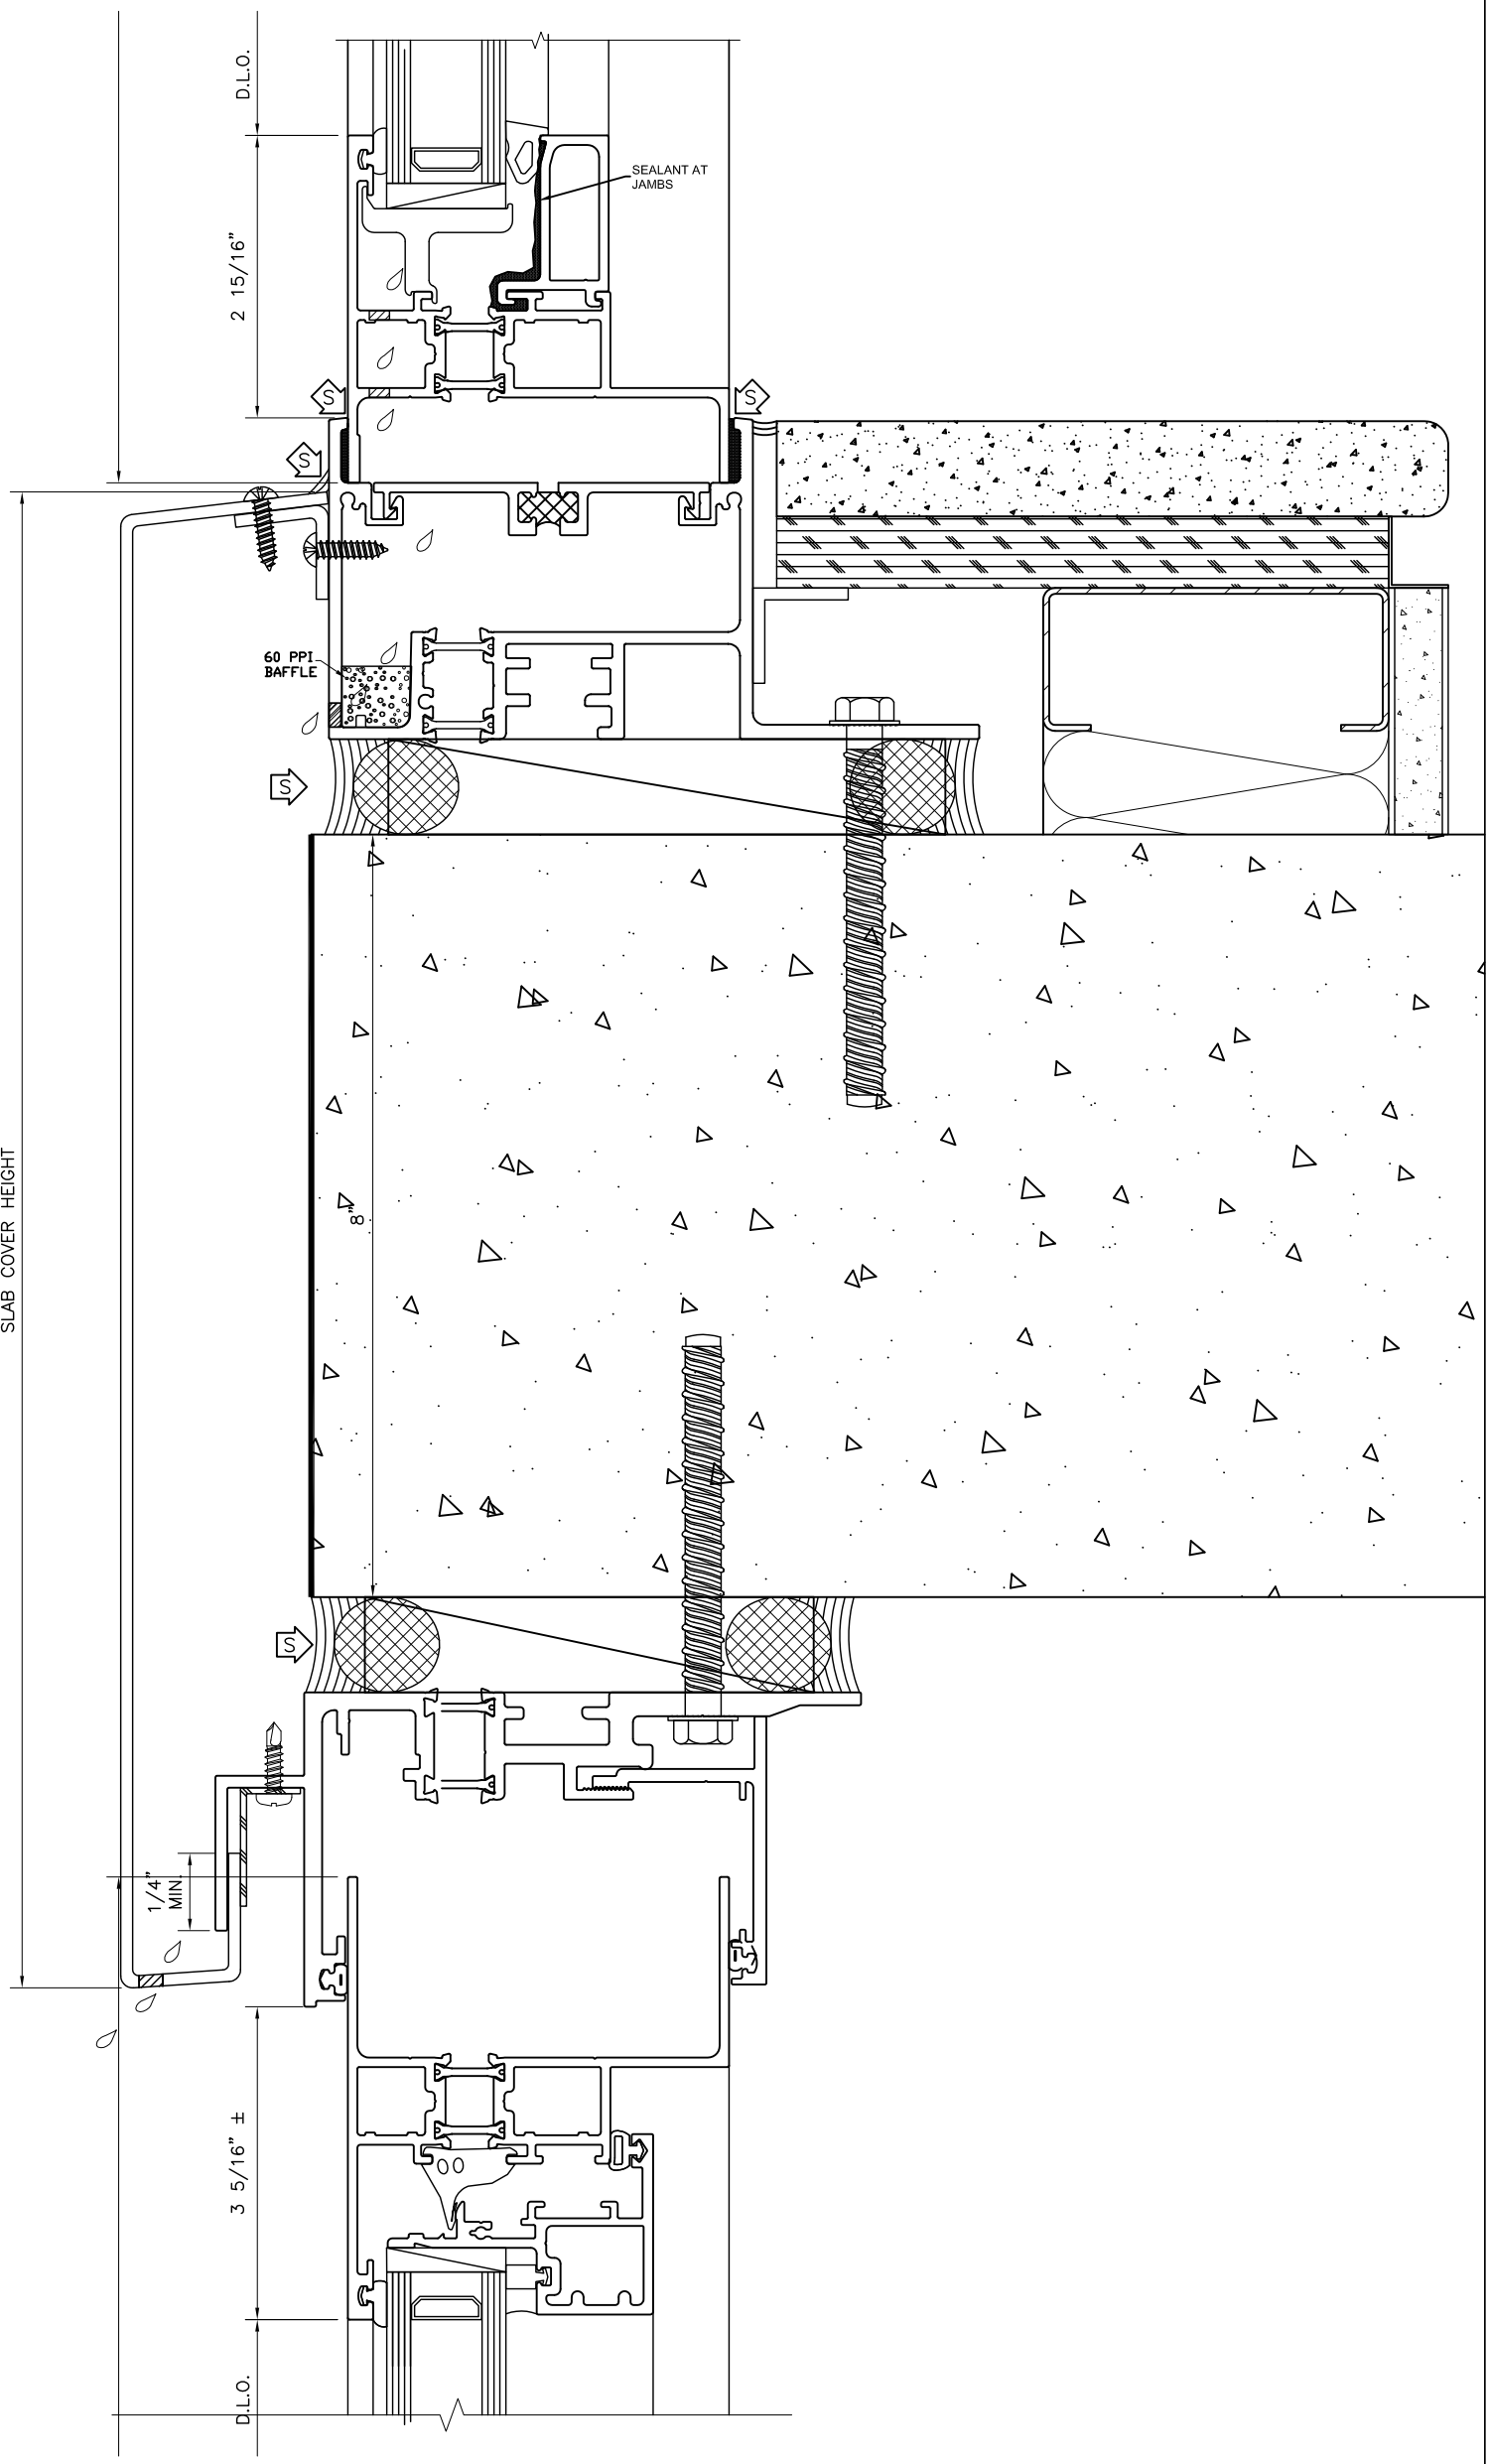 D.L.O.
SEALANT AT
JAMBS
2 15/16"
S
S
S
60 PPI
BAFFLE
S
SLAB COVER HEIGHT
8"
S
1/4"
MIN.
3 5/16" ±
D.L.O.